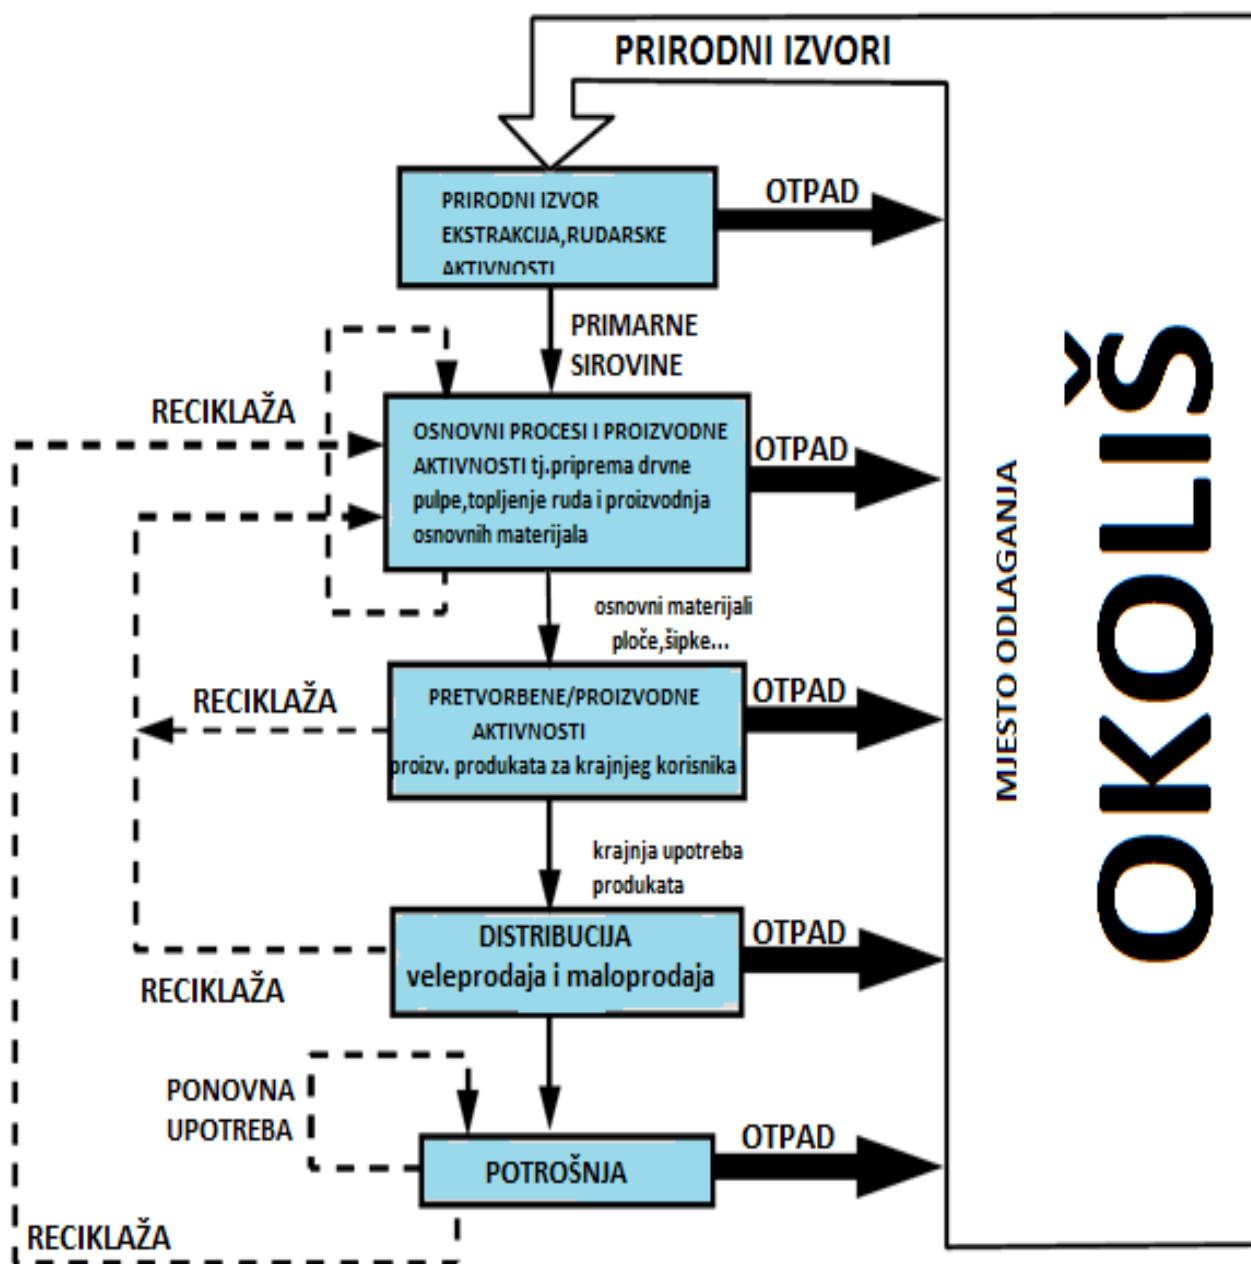 PRIRODNI IZVORI
PRIRODNI IZVOR
EKSTRAKCIJA,RUDARSKE
AKTIVNOSTI
OTPAD
PRIMARNE
SIROVINE
RECIKLAŽA
OSNOVNI PROCESI I PROIZVODNE
AKTIVNOSTI tj.priprema drvne
pulpe,topljenje ruda i proizvodnja
osnovnih materijala
OTPAD
osnovni materijali
ploče,šipke...
RECIKLAŽA
PRETVORBENE/PROIZVODNE
AKTIVNOSTI
proizv. produkata za krajnjeg korisnika
OTPAD
krajnja upotreba
produkata
RECIKLAŽA
DISTRIBUCIJA
veleprodaja i maloprodaja
OTPAD
PONOVNA
UPOTREBA
POTROŠNJA
OTPAD
RECIKLAŽA
MJESTO ODLAGANJA
OKOLIŠ